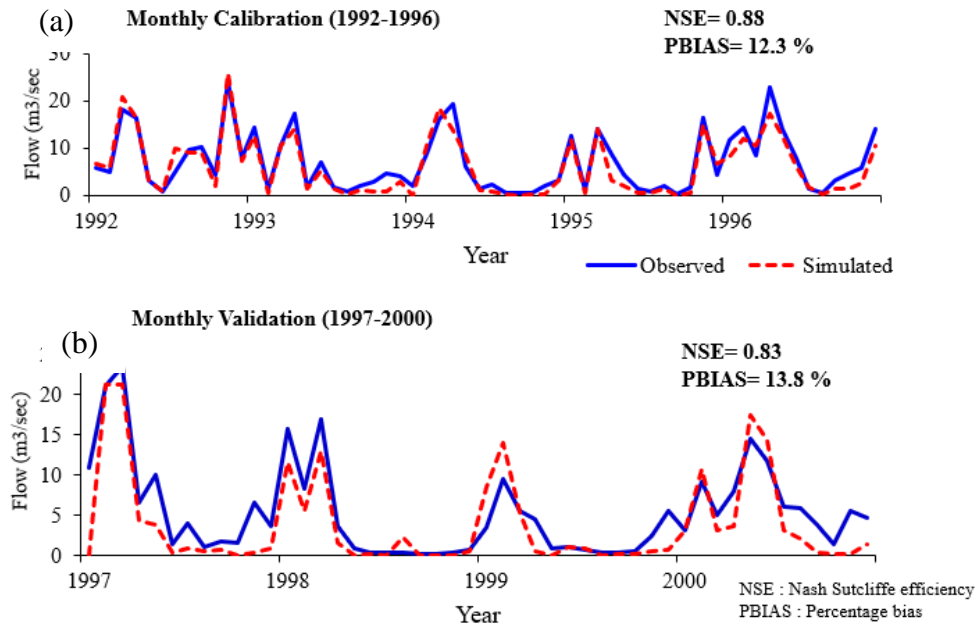 (a)
Monthly Calibration (1992-1996)
NSE= 0.88
PBIAS= 12.3 %
Flow (m3/sec
30
20
10
0
1992
1993
1994
1995
1996
Year
Observed
Simulated
Monthly Validation (1997-2000)
(b)
NSE= 0.83
PBIAS= 13.8 %
Flow (m3/sec)
20
15
10
5
0
1997
1998
1999
2000
Year
NSE : Nash Sutcliffe efficiency
PBIAS : Percentage bias